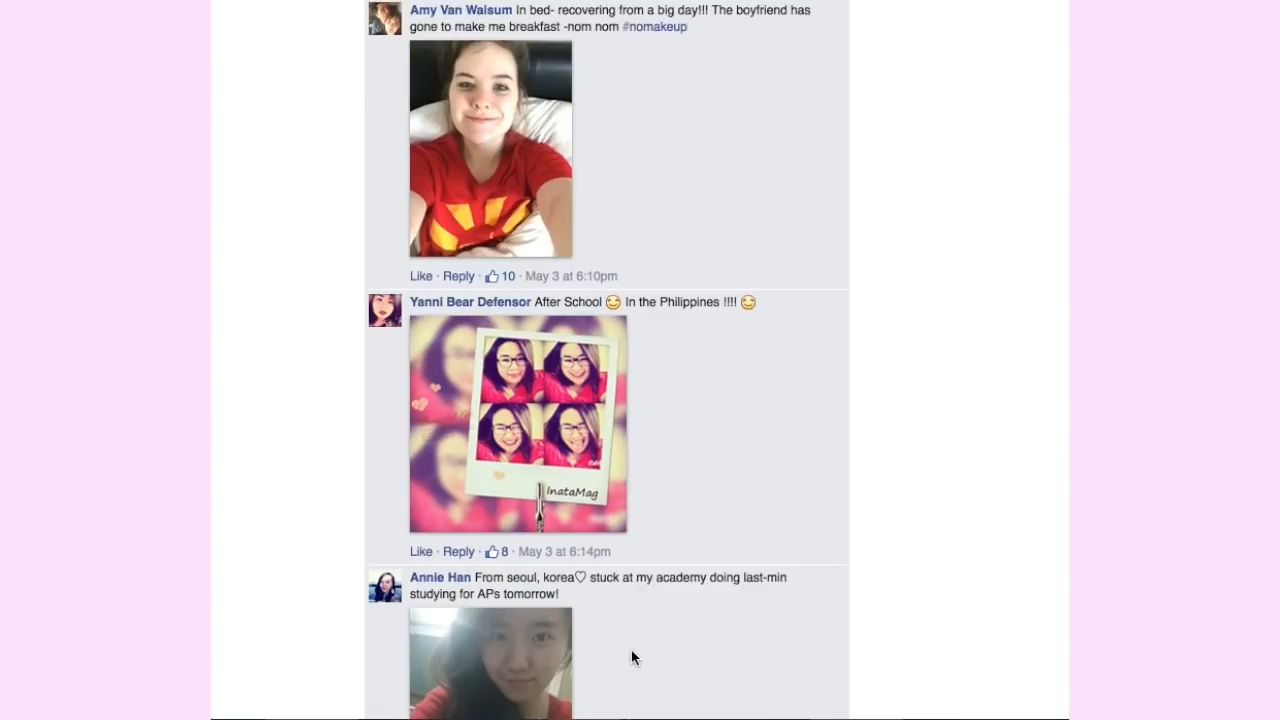 Amy Van Walsum In bed- recovering from a big day!!! The boyfriend has
gone to make me breakfast -nom nom #nomakeup
Like · Reply · 10 · May 3 at 6:10pm
Yanni Bear Defensor After School 😊 In the Philippines !!!! 😊
InataMag
Like · Reply · 8 · May 3 at 6:14pm
Annie Han From seoul, korea♡ stuck at my academy doing last-min
studying for APs tomorrow!